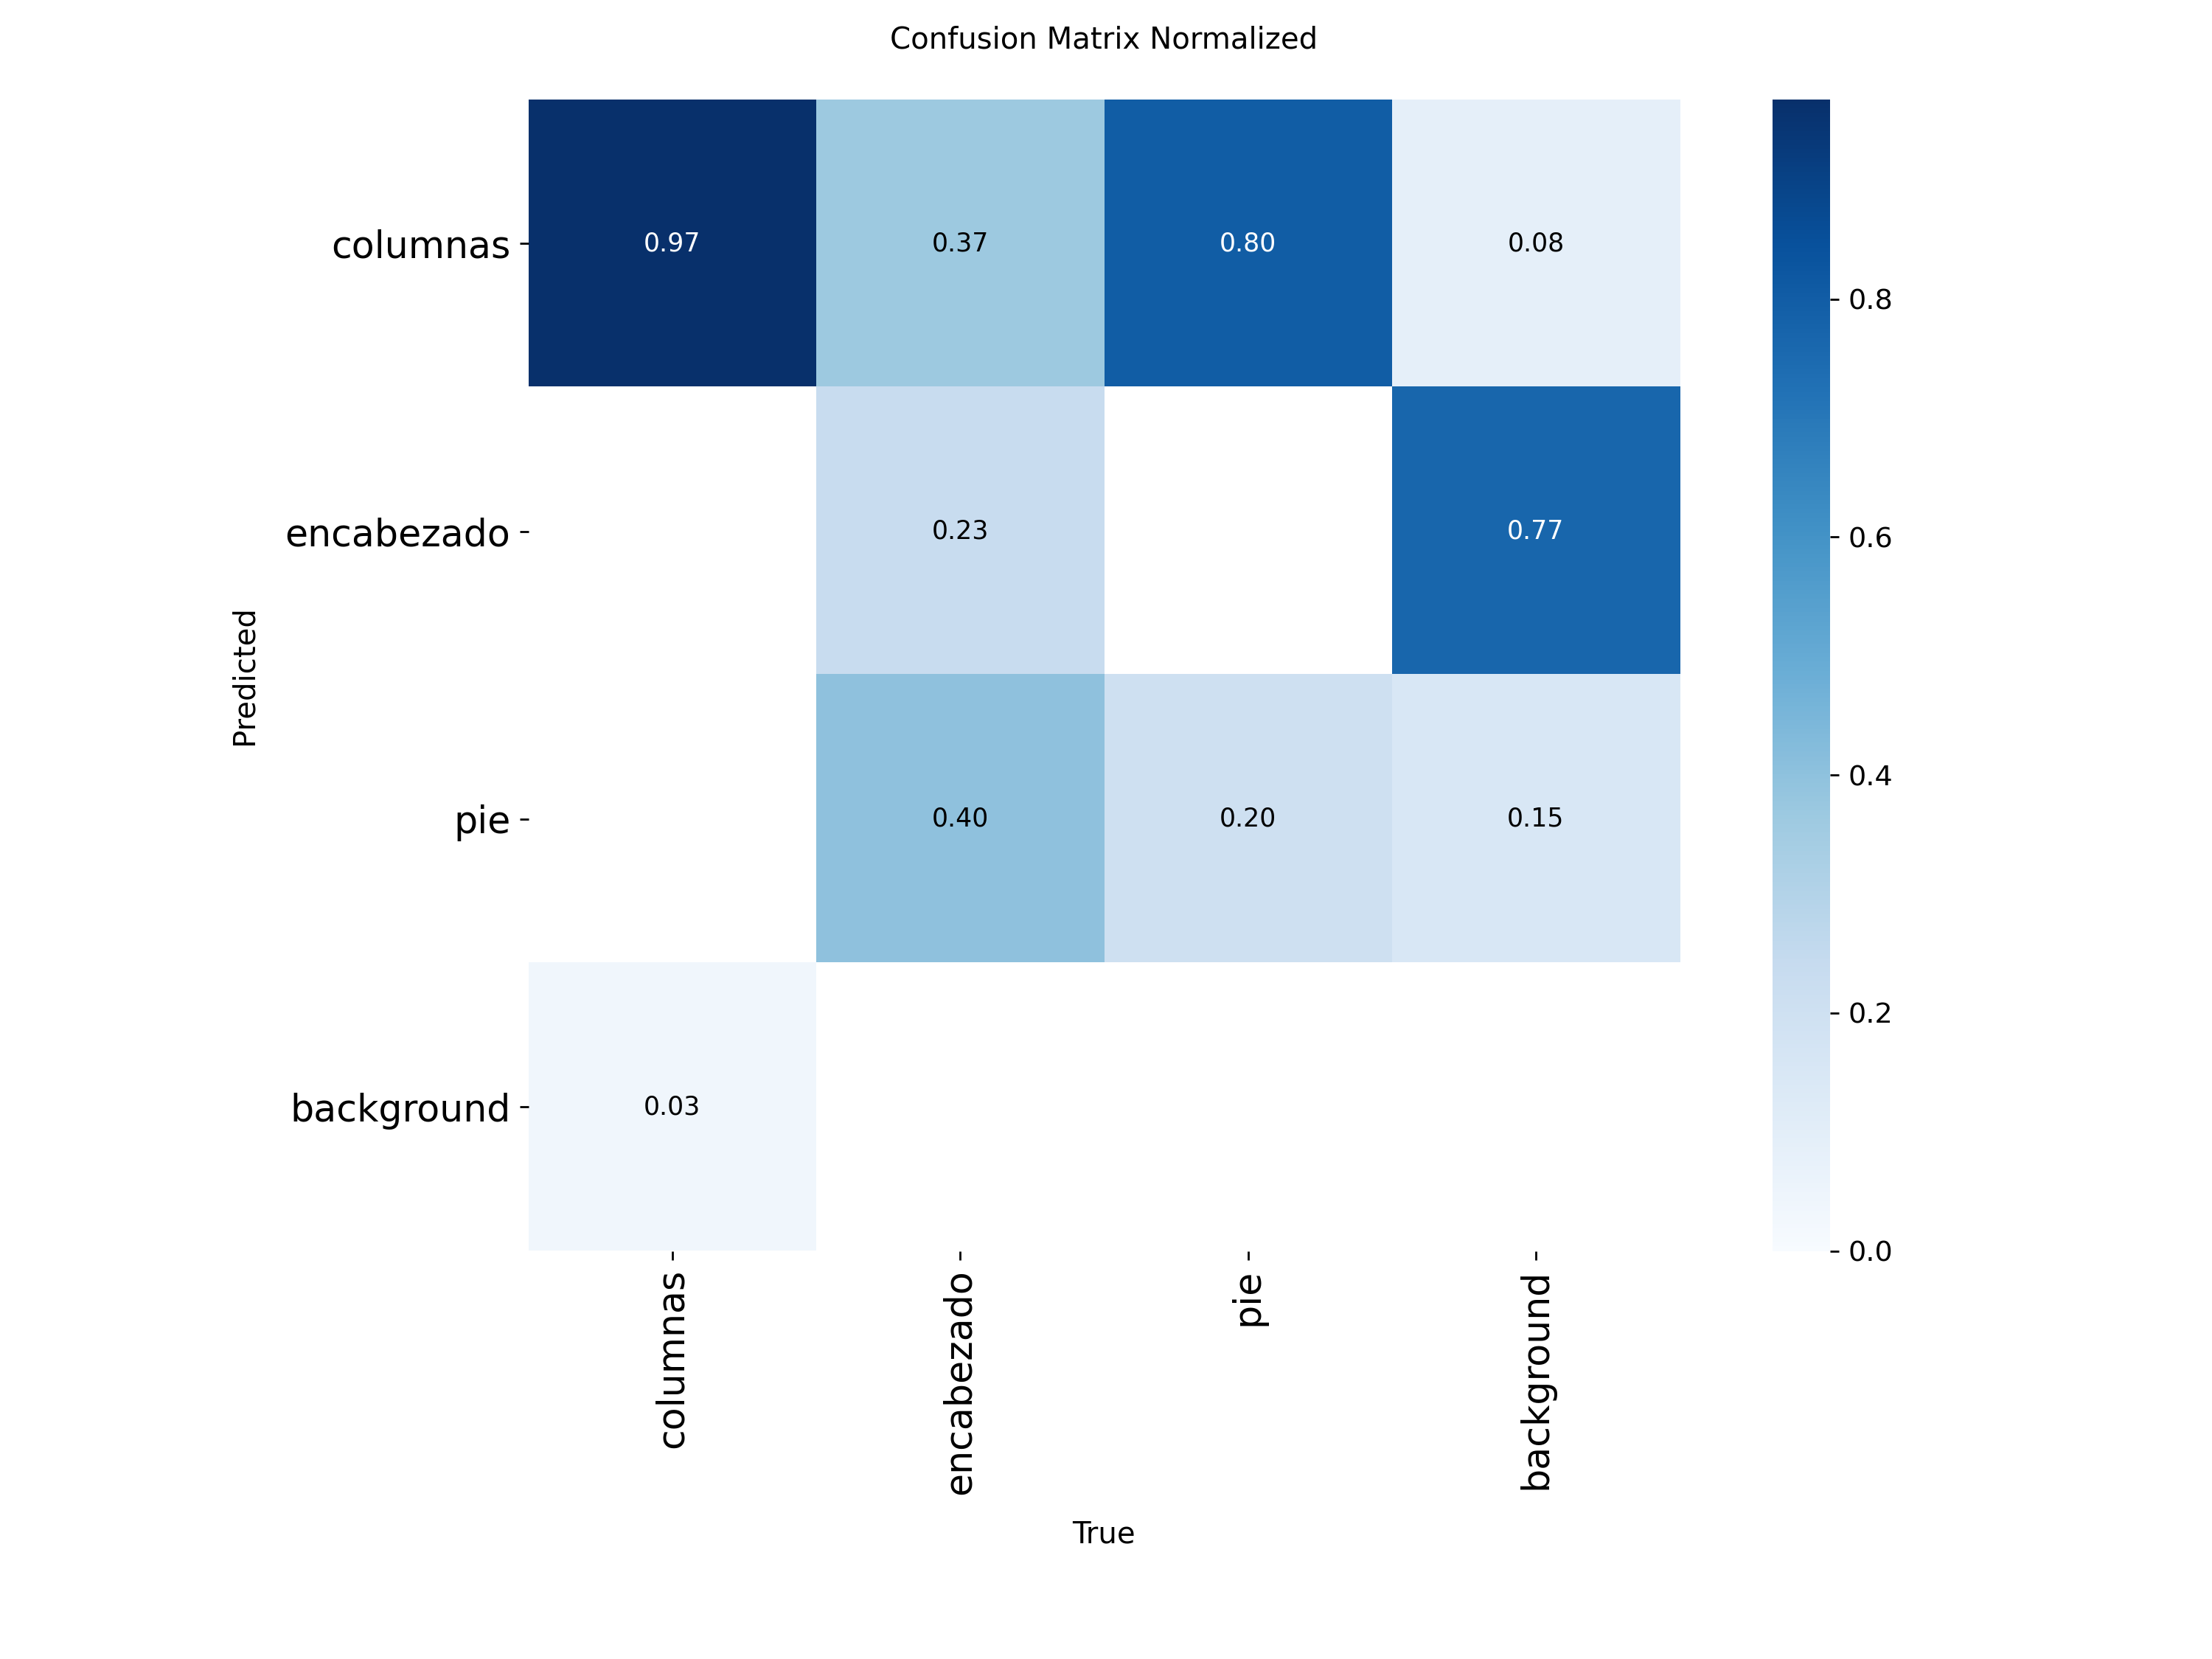 Confusion Matrix Normalized
columnas
0.97
0.37
0.80
0.08
0.8
encabezado
0.23
0.77
0.6
Predicted
pie
0.40
0.20
0.15
0.4
background
0.03
0.2
0.0
columnas
encabezado
pie
background
True